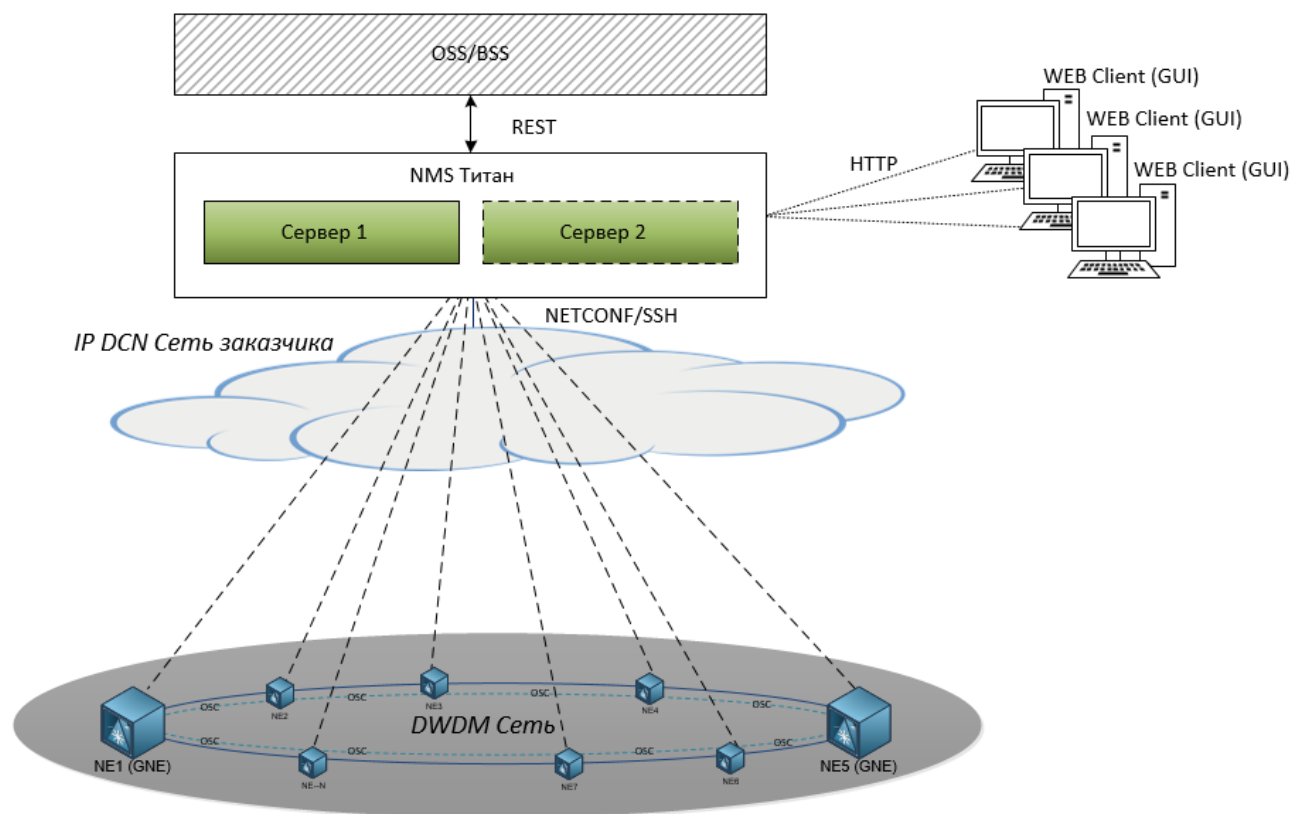 OSS/BSS
REST
WEB Client (GUI)
WEB Client (GUI)
WEB Client (GUI)
HTTP
NMS Титан
Сервер 1
Сервер 2
NETCONF/SSH
IP DCN Сеть заказчика
OSC
OSC
OSC
OSC
OSC
NE2
NE3
NE4
DWDM Сеть
OSC
OSC
OSC
OSC
NE1 (GNE)
NE--N
NE7
NE6
NE5 (GNE)